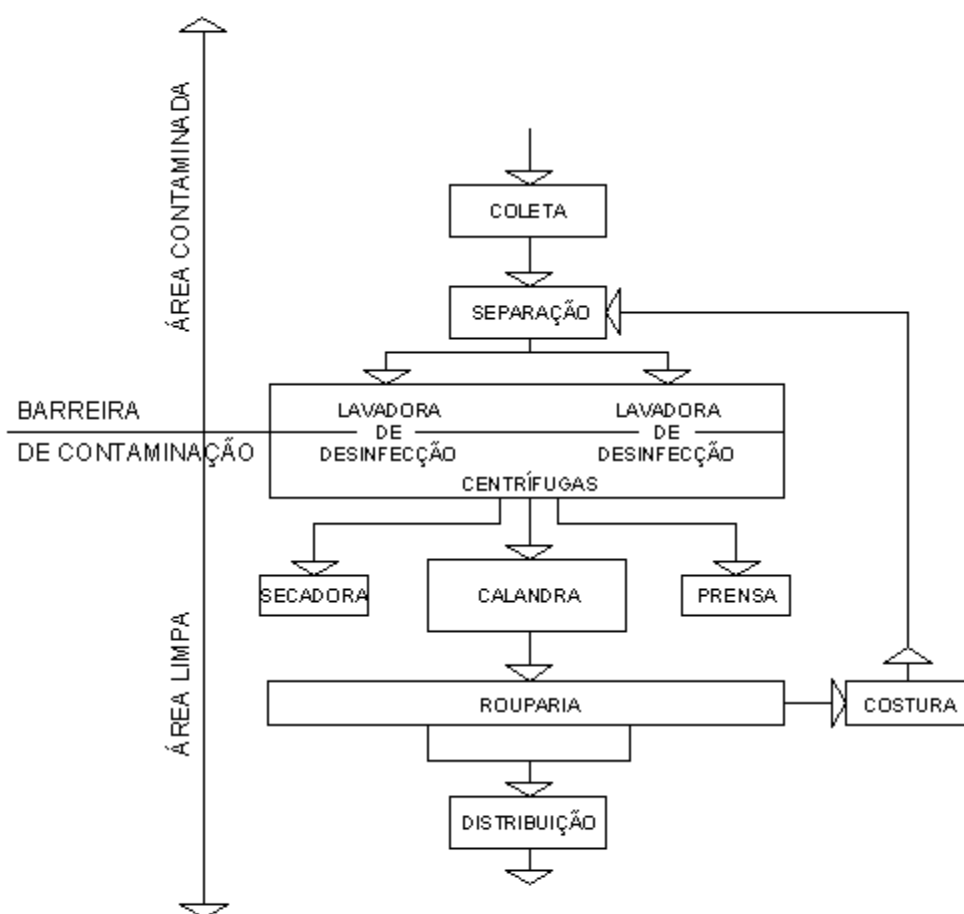 ÁREA CONTAMINADA
COLETA
SEPARAÇÃO
BARREIRA
DE CONTAMINAÇÃO
LAVADORA
DE
DESINFECÇÃO
LAVADORA
DE
DESINFECÇÃO
CENTRÍFUGAS
SECADORA
CALANDRA
PRENSA
ÁREA LIMPA
ROUPARIA
COSTURA
DISTRIBUIÇÃO